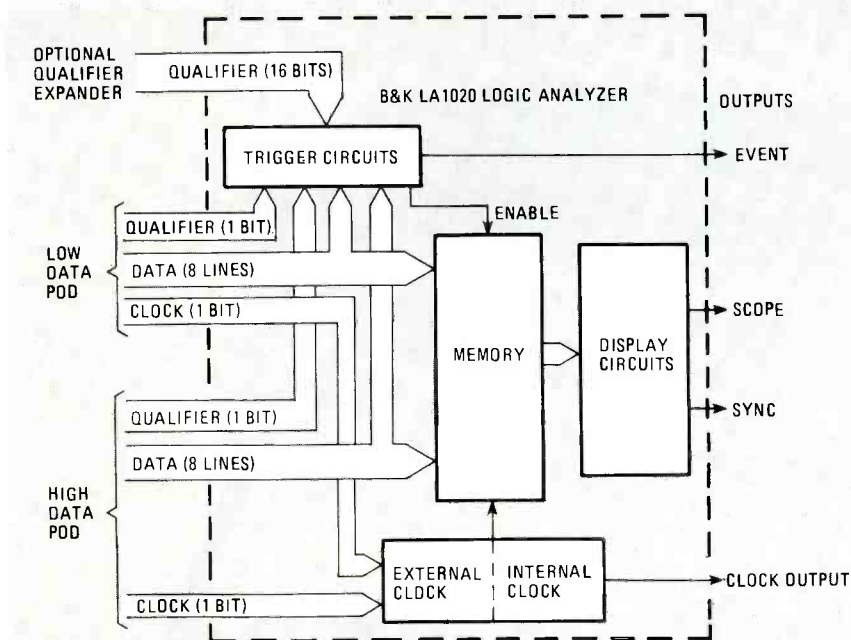 OPTIONAL
QUALIFIER
EXPANDER
QUALIFIER (16 BITS)
B&K LA1020 LOGIC ANALYZER
OUTPUTS
TRIGGER CIRCUITS
EVENT
ENABLE
LOW
DATA
POD
QUALIFIER (1 BIT)
DATA (8 LINES)
CLOCK (1 BIT)
MEMORY
DISPLAY
CIRCUITS
SCOPE
SYNC
HIGH
DATA
POD
QUALIFIER (1 BIT)
DATA (8 LINES)
CLOCK (1 BIT)
EXTERNAL
CLOCK
INTERNAL
CLOCK
CLOCK OUTPUT